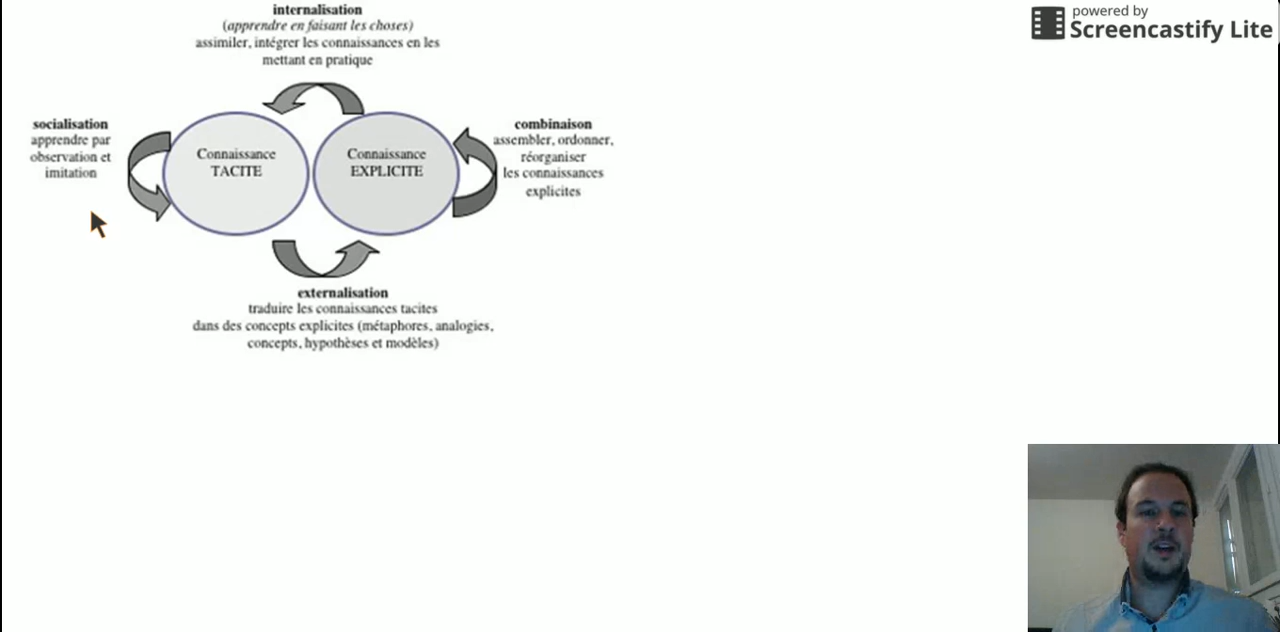 internalisation
(apprendre en faisant les choses)
assimiler, intégrer les connaissances en les
mettant en pratique
powered by
Screencastify Lite
socialisation
apprendre par
observation et
imitation
Connaissance
TACITE
Connaissance
EXPLICITE
combinaison
assembler, ordonner,
réorganiser
les connaissances
explicites
externalisation
traduire les connaissances tacites
dans des concepts explicites (métaphores, analogies,
concepts, hypothèses et modèles)